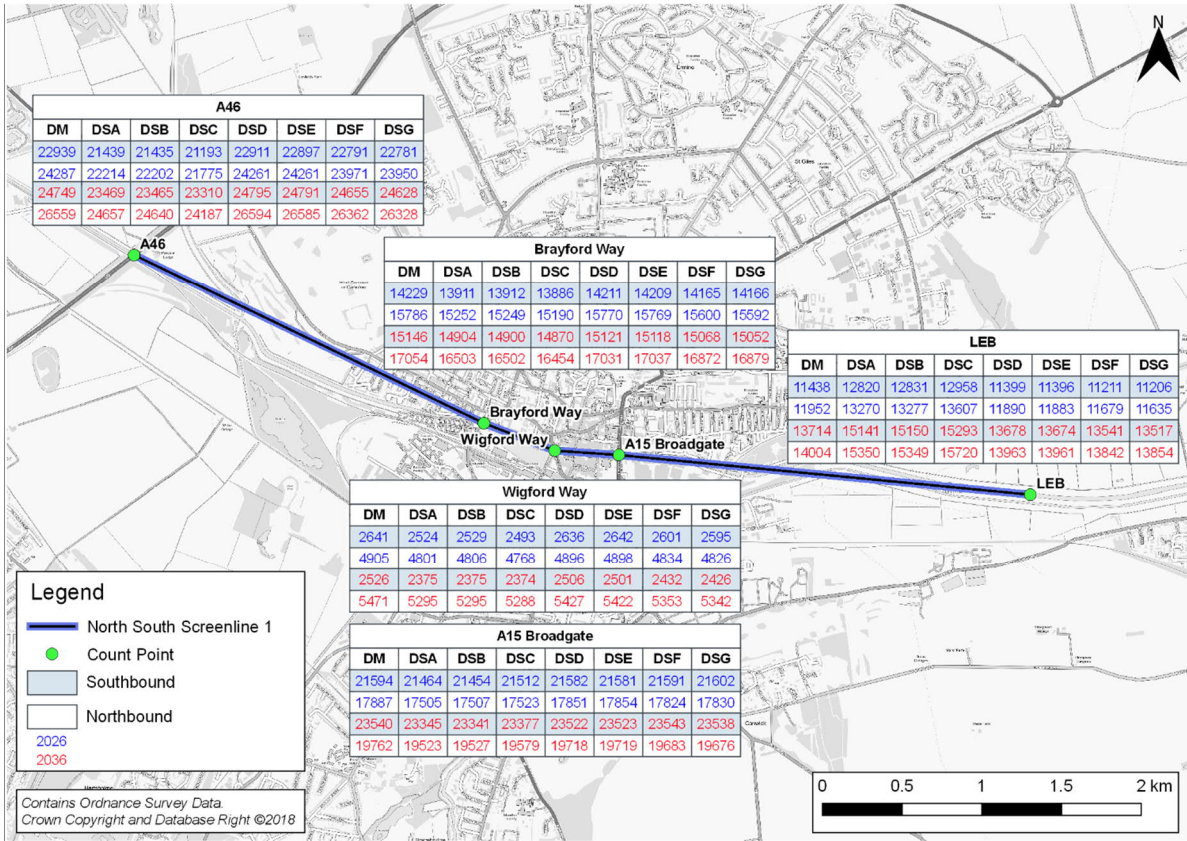 N
A46
DM DSA DSB DSC DSD DSE DSF DSG
22939 21439 21435 21193 22911 22897 22791 22781
24287 22214 22202 21775 24261 24261 23971 23950
24749 23469 23465 23310 24795 24791 24655 24628
26559 24657 24640 24187 26594 26585 26362 26328
A46
Ermine
St Giles
Brayford Way
DM DSA DSB DSC DSD DSE DSF DSG
14229 13911 13912 13886 14211 14209 14165 14166
15786 15252 15249 15190 15770 15769 15600 15592
15146 14904 14900 14870 15121 15118 15068 15052
17054 16503 16502 16454 17031 17037 16872 16879
LEB
DM DSA DSB DSC DSD DSE DSF DSG
11438 12820 12831 12958 11399 11396 11211 11206
11952 13270 13277 13607 11890 11883 11679 11635
13714 15141 15150 15293 13678 13674 13541 13517
14004 15350 15349 15720 13963 13961 13842 13854
Brayford Way
Wigford Way
A15 Broadgate
LEB
Wigford Way
DM DSA DSB DSC DSD DSE DSF DSG
2641 2524 2529 2493 2636 2642 2601 2595
4905 4801 4806 4768 4896 4898 4834 4826
2526 2375 2375 2374 2506 2501 2432 2426
5471 5295 5295 5288 5427 5422 5353 5342
A15 Broadgate
DM DSA DSB DSC DSD DSE DSF DSG
21594 21464 21454 21512 21582 21581 21591 21602
17887 17505 17507 17523 17851 17854 17824 17830
23540 23345 23341 23377 23522 23523 23543 23538
19762 19523 19527 19579 19718 19719 19683 19676
Canwick
Legend
North South Screenline 1
Count Point
Southbound
Northbound
2026
2036
Contains Ordnance Survey Data.
Crown Copyright and Database Right ©2018
0 0.5 1 1.5 2 km